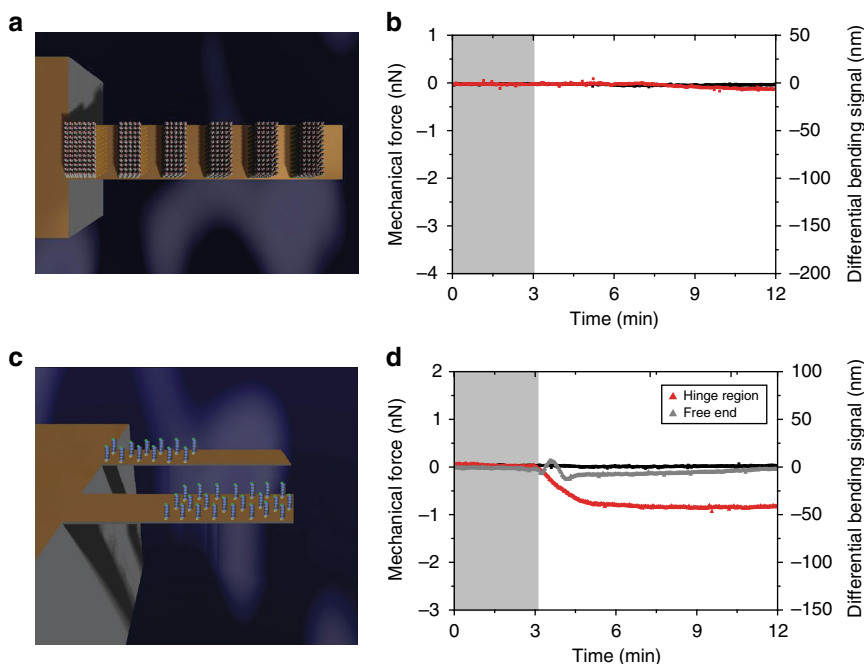 a
b
Mechanical force (nN)
1
0
−1
−2
−3
−4
50
0
−50
−100
−150
−200
Differential bending signal (nm)
0 3 6 9 12
Time (min)
c
d
Mechanical force (nN)
2
1
0
−1
−2
−3
Hinge region
Free end
100
50
0
−50
−100
−150
Differential bending signal (nm)
0 3 6 9 12
Time (min)